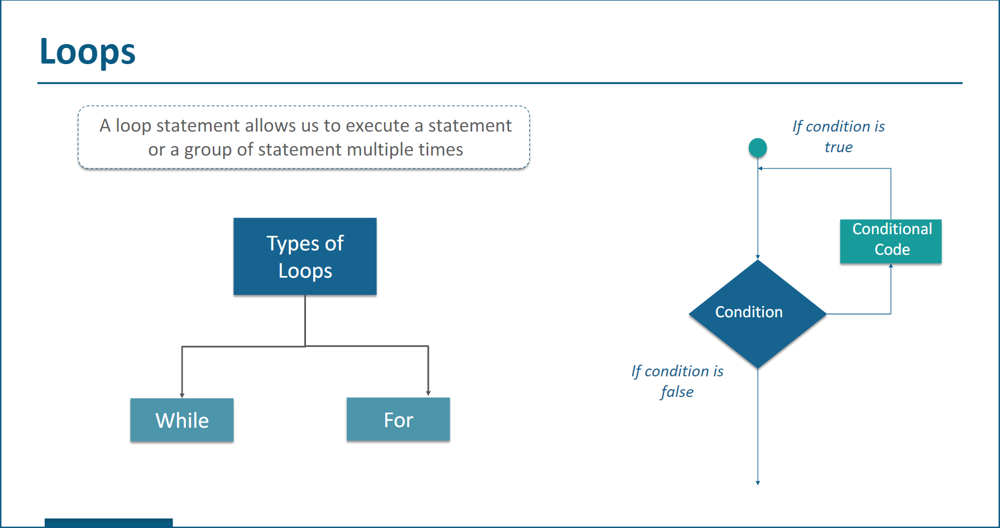 Loops
A loop statement allows us to execute a statement
or a group of statement multiple times
Types of
Loops
While
For
If condition is
true
Conditional
Code
Condition
If condition is
false